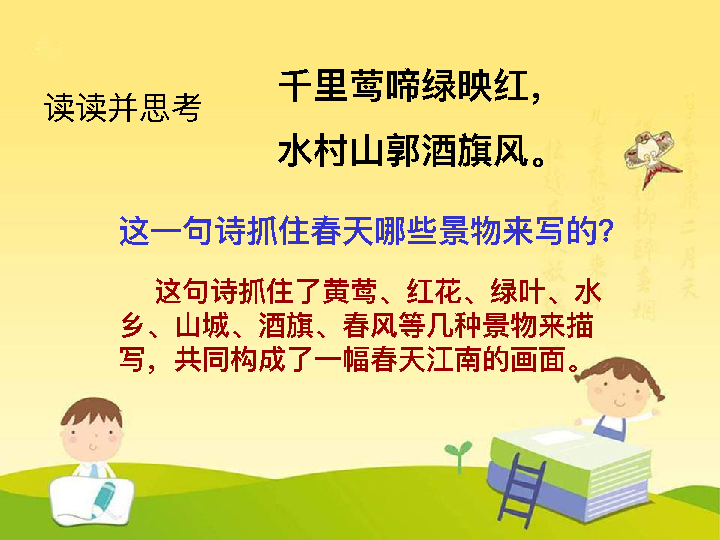 读读并思考
千里莺啼绿映红，
水村山郭酒旗风。
这一句诗抓住春天哪些景物来写的？
这句诗抓住了黄莺、红花、绿叶、水
乡、山城、酒旗、春风等几种景物来描
写，共同构成了一幅春天江南的画面。